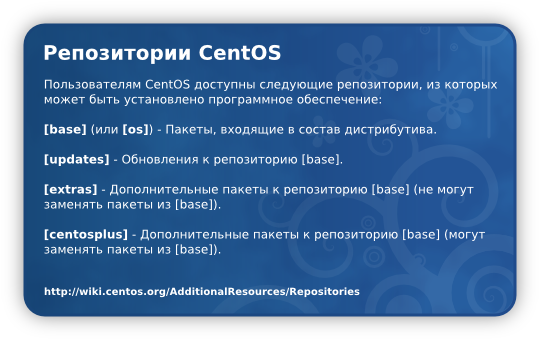 Репозитории CentOS
Пользователям CentOS доступны следующие репозитории, из которых
может быть установлено программное обеспечение:
[base] (или [os]) - Пакеты, входящие в состав дистрибутива.
[updates] - Обновления к репозиторию [base].
[extras] - Дополнительные пакеты к репозиторию [base] (не могут
заменять пакеты из [base]).
[centosplus] - Дополнительные пакеты к репозиторию [base] (могут
заменять пакеты из [base]).
http://wiki.centos.org/AdditionalResources/Repositories